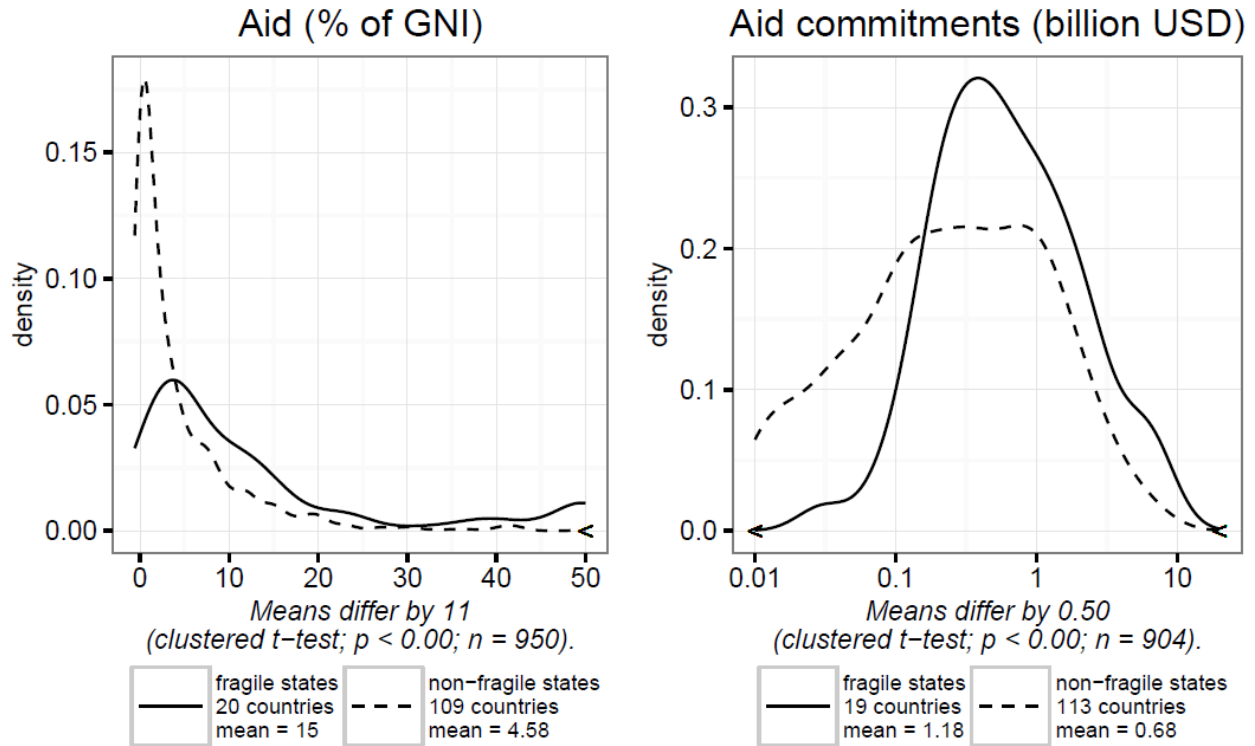 Aid (% of GNI)
0.15
0.10
0.05
0.00
density
0 10 20 30 40 50
Means differ by 11
(clustered t−test; p < 0.00; n = 950).
fragile states
20 countries
mean = 15
non−fragile states
109 countries
mean = 4.58
Aid commitments (billion USD)
0.3
0.2
0.1
0.0
density
0.01 0.1 1 10
Means differ by 0.50
(clustered t−test; p < 0.00; n = 904).
fragile states
19 countries
mean = 1.18
non−fragile states
113 countries
mean = 0.68